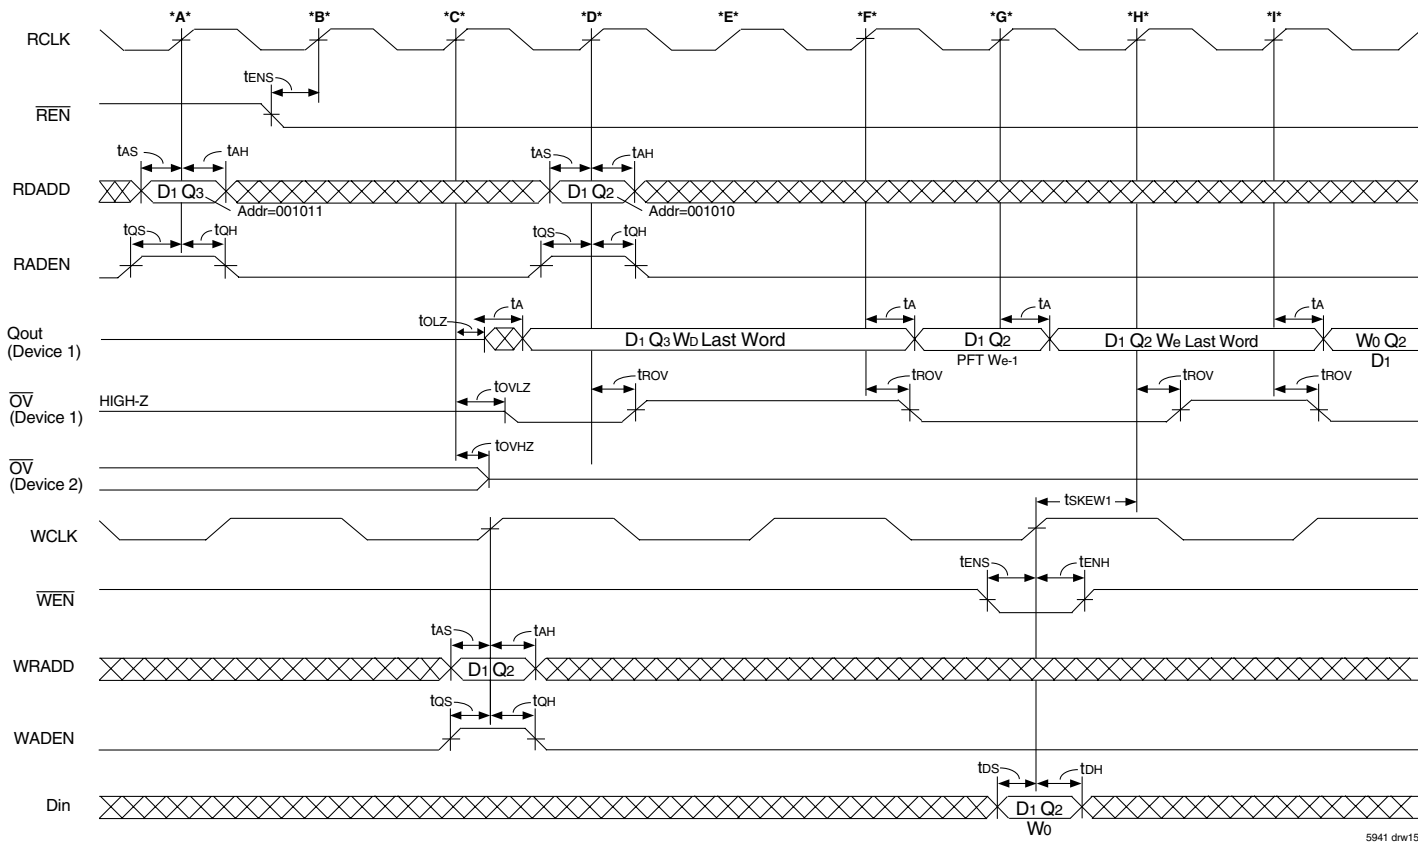 *A* *B* *C* *D* *E* *F* *G* *H* *I*
RCLK
tENS
REN
tAS tAH tAS tAH
RDADD D1 Q3 D1 Q2
Addr=001011 Addr=001010
tQS tQH tQS tQH
RADEN
tOLZ tA tA tA tA
Qout
(Device 1)
D1 Q3 WD Last Word D1 Q2 D1 Q2 We Last Word W0 Q2
PFT We-1 D1
tOVLZ tROV tROV tROV tROV
OV
(Device 1)
HIGH-Z
tOVHZ
OV
(Device 2)
tSKEW1
WCLK
tENS tENH
WEN
tAS tAH
WRADD D1 Q2
tQS tQH
WADEN
tDS tDH
Din D1 Q2
W0
5941 drw15